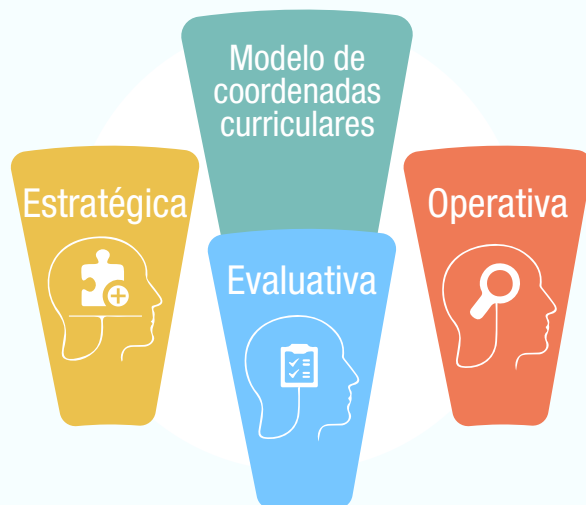 Modelo de
coordenadas
curriculares
Estratégica
Operativa
Evaluativa